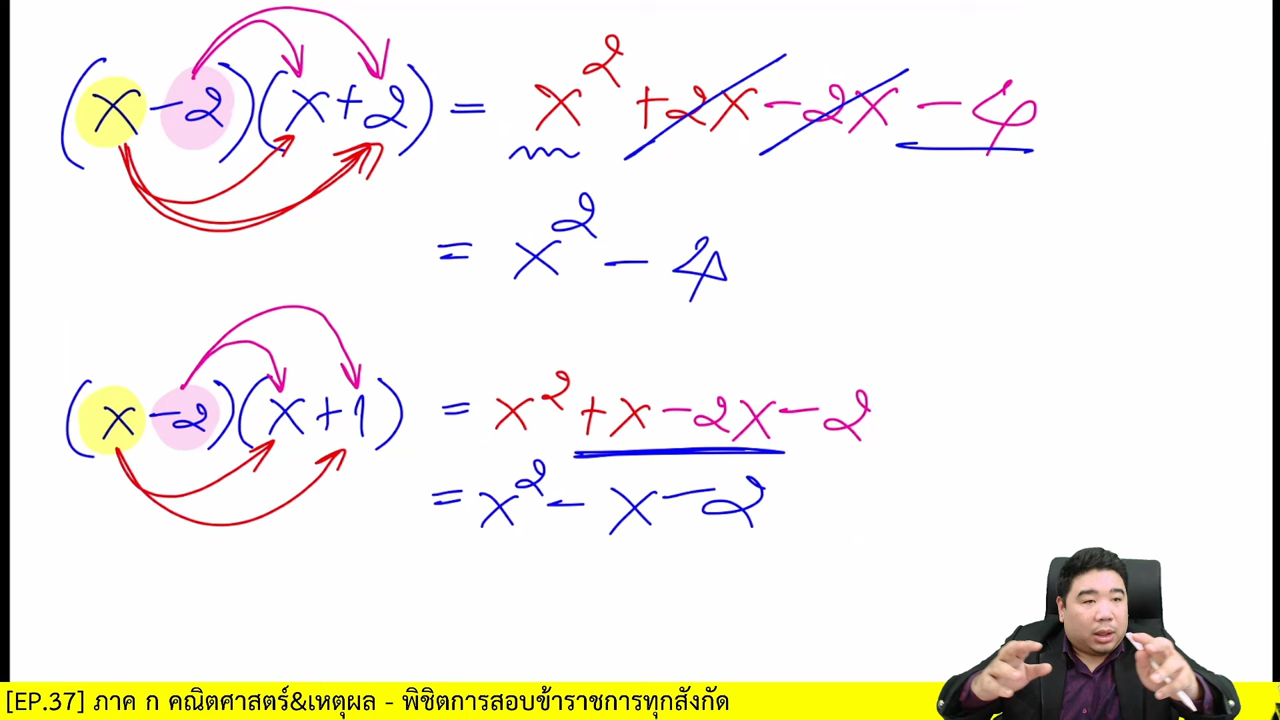 (x-2)(x+2) = x² +2x -2x -4
= x² - 4
(x-2)(x+1) = x² +x -2x -2
= x² - x - 2
[EP.37] ภาค ก คณิตศาสตร์&เหตุผล - พิชิตการสอบข้าราชการทุกสังกัด